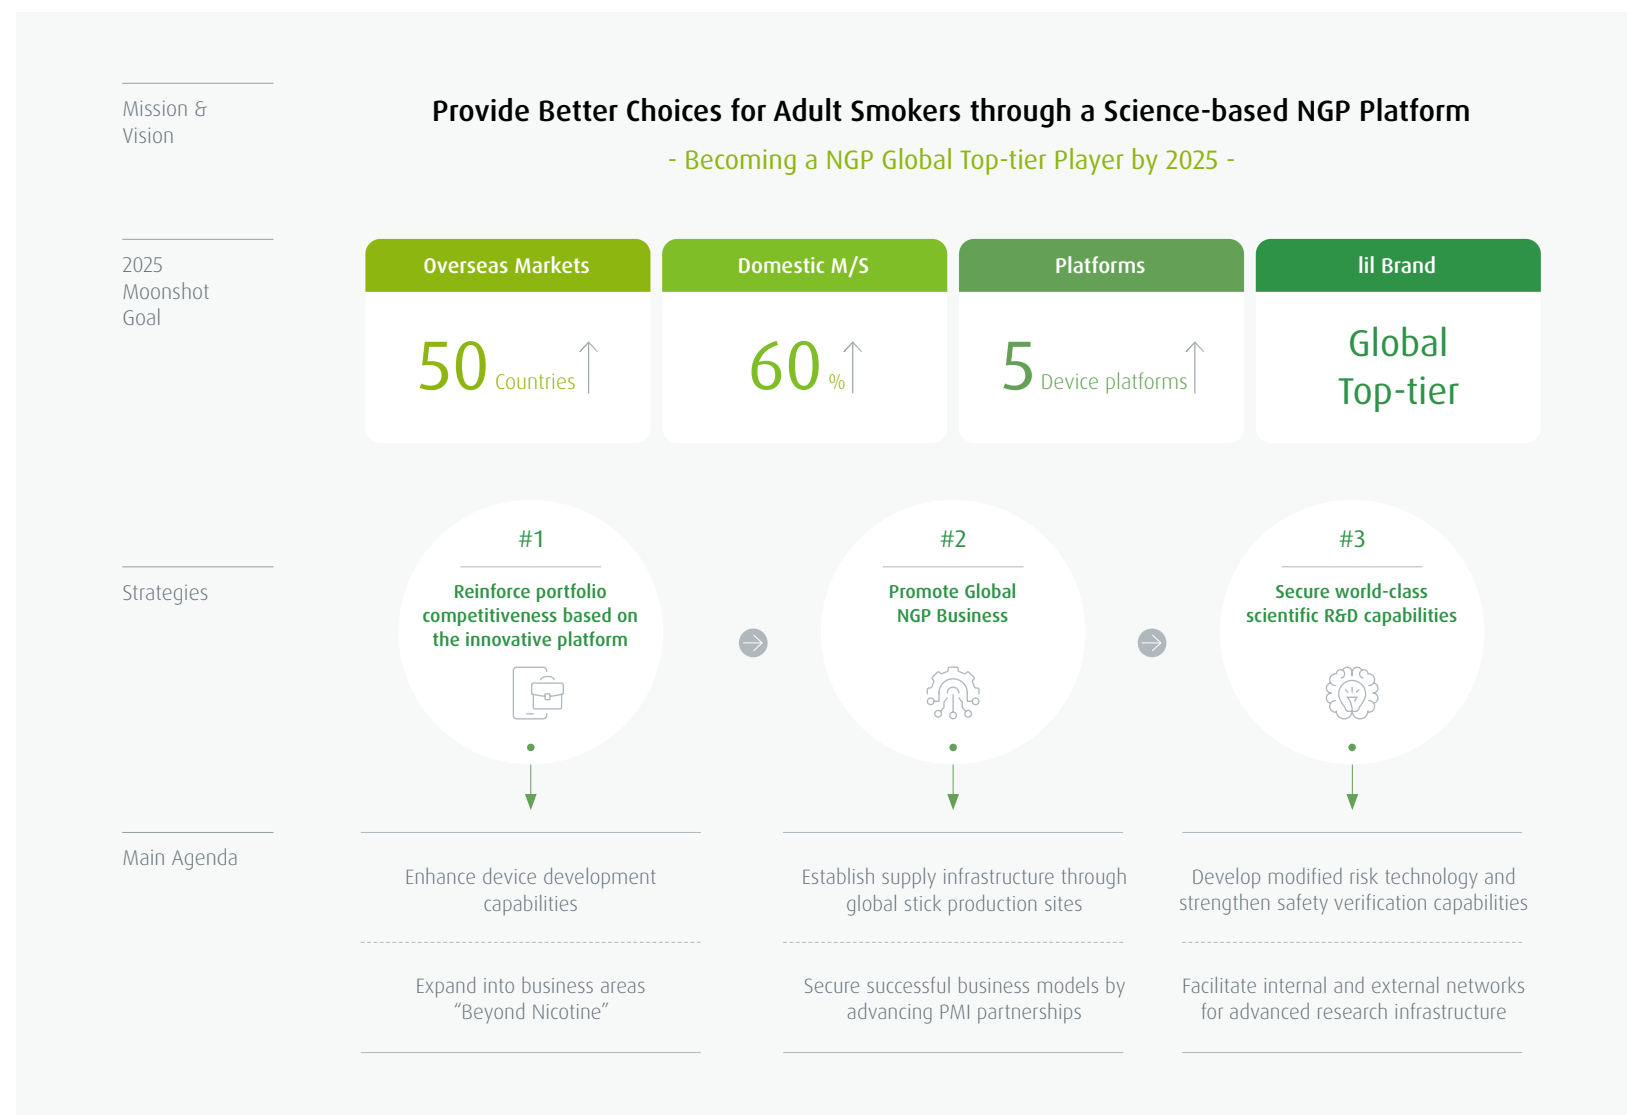 Mission &
Vision
Provide Better Choices for Adult Smokers through a Science-based NGP Platform
- Becoming a NGP Global Top-tier Player by 2025 -
2025
Moonshot
Goal
Overseas Markets
50 Countries
Domestic M/S
60 %
Platforms
5 Device platforms
lil Brand
Global
Top-tier
Strategies
#1
Reinforce portfolio
competitiveness based on
the innovative platform
#2
Promote Global
NGP Business
#3
Secure world-class
scientific R&D capabilities
Main Agenda
Enhance device development
capabilities
Expand into business areas
“Beyond Nicotine”
Establish supply infrastructure through
global stick production sites
Secure successful business models by
advancing PMI partnerships
Develop modified risk technology and
strengthen safety verification capabilities
Facilitate internal and external networks
for advanced research infrastructure